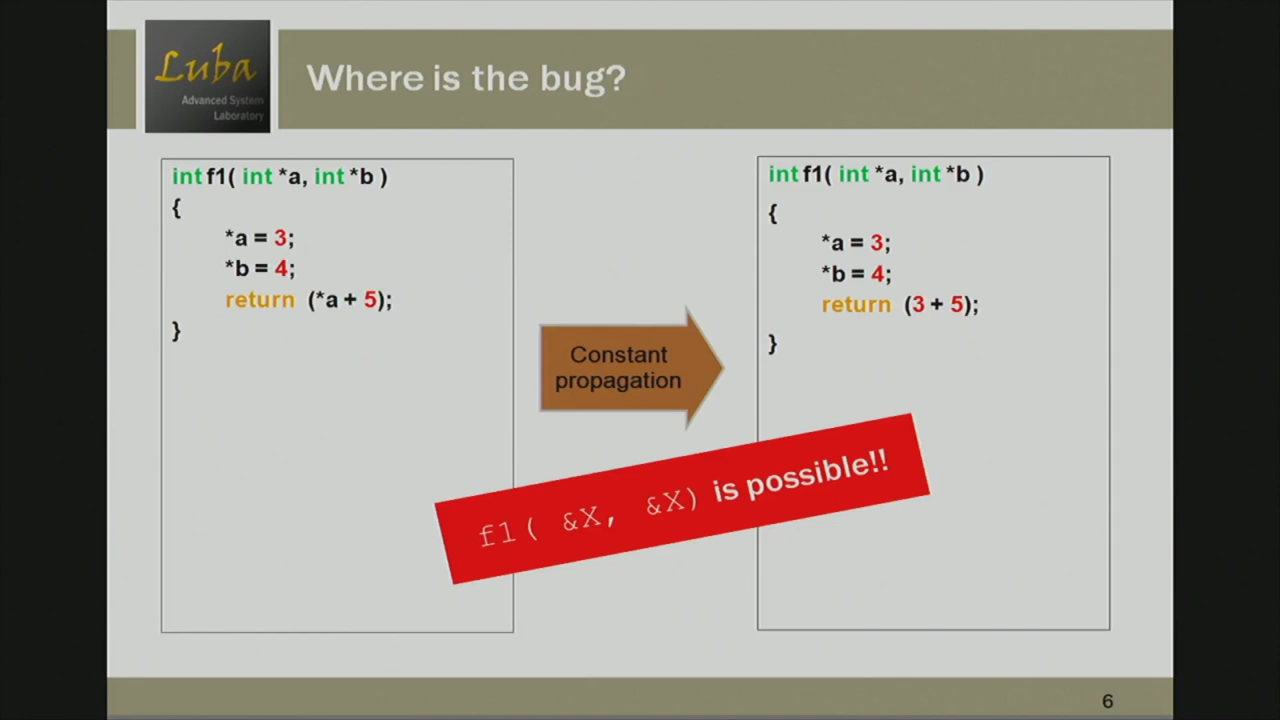 Luba
Advanced System
Laboratory
Where is the bug?
int f1( int *a, int *b )
{
*a = 3;
*b = 4;
return (*a + 5);
}
Constant
propagation
int f1( int *a, int *b )
{
*a = 3;
*b = 4;
return (3 + 5);
}
f1( &X, &X) is possible!!
6